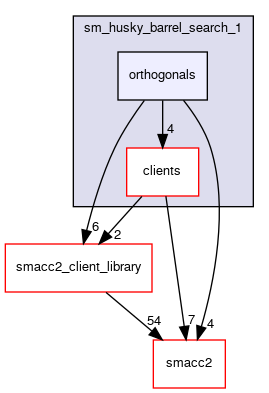 sm_husky_barrel_search_1
orthogonals
4
clients
6
2
smacc2_client_library
54
7
4
smacc2